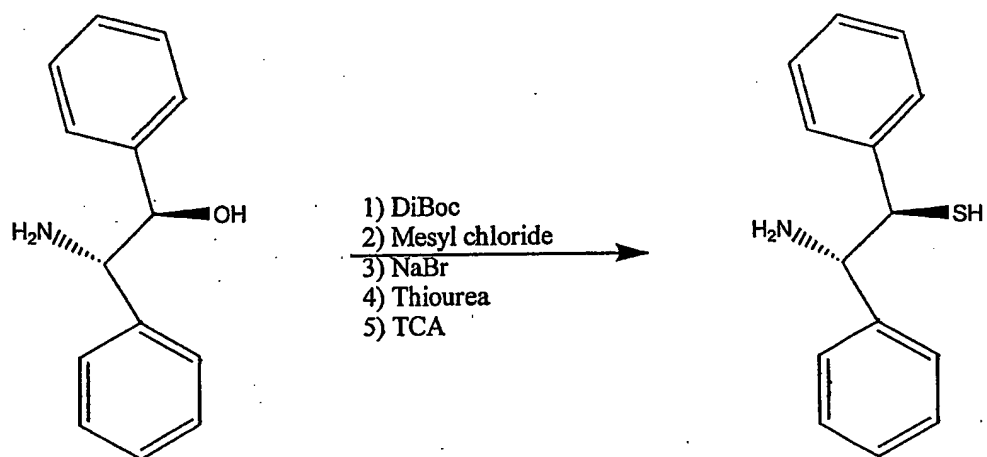 OH
H₂N
1) DiBoc
2) Mesyl chloride
3) NaBr
4) Thiourea
5) TCA
SH
H₂N